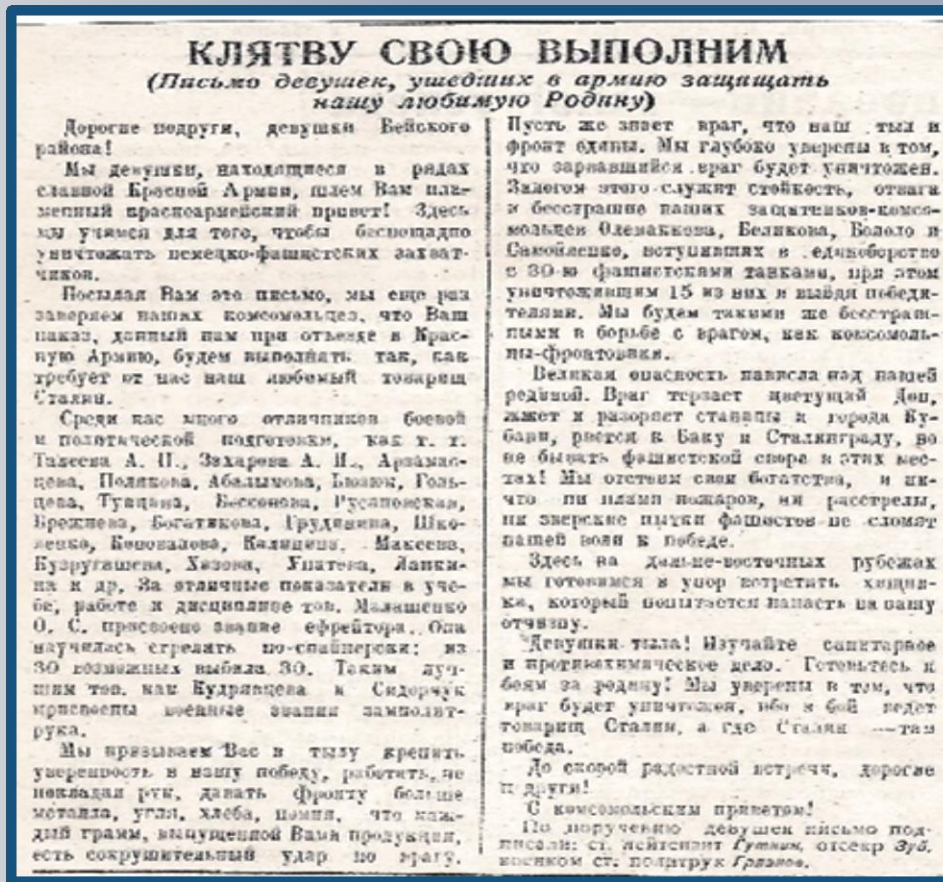 КЛЯТВУ СВОЮ ВЫПОЛНИМ
(Письмо девушек, ушедших в армию защищать
нашу любимую Родину)
Дорогие подруги, девушки Бейского
района!
Мы девушки, находящиеся в рядах
славной Красной Армии, шлем Вам пла-
менный красноармейский привет! Здесь
мы учимся для того, чтобы беспощадно
уничтожать немецко-фашистских захват-
чиков.
Посылая Вам это письмо, мы еще раз
заверяем наших комсомольцев, что Ваш
наказ, данный нам при отъезде в Крас-
ную Армию, будем выполнять так, как
требует от нас наш любимый товарищ
Сталин.
Среди нас много отличников боевой
и политической подготовки, как т. т.
Такеева А. П., Захарова А. И., Арзамас-
цева, Полякова, Абалымова, Голь-
цева, Бессонова, Русановская,
Брежнева, Богатикова, Грудинина, Шко-
ленко, Коновалова, Калицина, Макеева,
Кузругашева, Хазова, Лапки-
на и др. За отличные показатели в уче-
бе, работе и дисциплине тов. Малашенко
О. С. присвоено звание ефрейтора. Она
научилась стрелять по-снайперски: из
30 возможных выбила 30. Таким луч-
шим тов. как Кудрявцева и Сидорчук
присвоены военные звания замполит-
рука.
Мы призываем Вас в тылу крепить
уверенность в нашу победу, работать, не
покладая рук, давать фронту больше
металла, угля, хлеба, помня, что каж-
дый грамм, выпущенной Вами продукции,
есть сокрушительный удар по врагу.
Пусть же знает враг, что наш тыл и
фронт едины. Мы глубоко уверены в том,
что зарвавшийся враг будет уничтожен.
Залогом этого служит стойкость, отвага
и бесстрашие наших защитников-комсо-
мольцев Беликова, Болото и
Самойленко, вступивших в единоборство
с 30-ю фашистскими танками, при этом
уничтожившим 15 из них и выйдя победи-
телями. Мы будем такими же бесстраш-
ными в борьбе с врагом, как комсомоль-
цы-фронтовики.
Великая опасность нависла над нашей
родиной. Враг терзает цветущий Дон,
жжет и разоряет станицы и города Ку-
бани, рвется к Баку и Сталинграду, но
не бывать фашистской своре в этих мес-
тах! Мы отстоим свои богатства, и ни-
что ни пламя пожаров, ни расстрелы,
ни зверские пытки фашистов не сломят
нашей воли к победе.
Здесь на дальне-восточных рубежах
мы готовимся в упор встретить хищни-
ка, который попытается напасть на нашу
отчизну.
Девушки тыла! Изучайте санитарное
и противохимическое дело. Готовьтесь к
боям за родину! Мы уверены в том, что
враг будет уничтожен, ибо в бой ведет
товарищ Сталин, а где Сталин — там
победа.
До скорой радостной встречи, дорогие
подруги!
С комсомольским приветом!
По поручению девушек письмо под-
писали: ст. лейтенант Гутник, отсекр Зуб,
военком ст. политрук